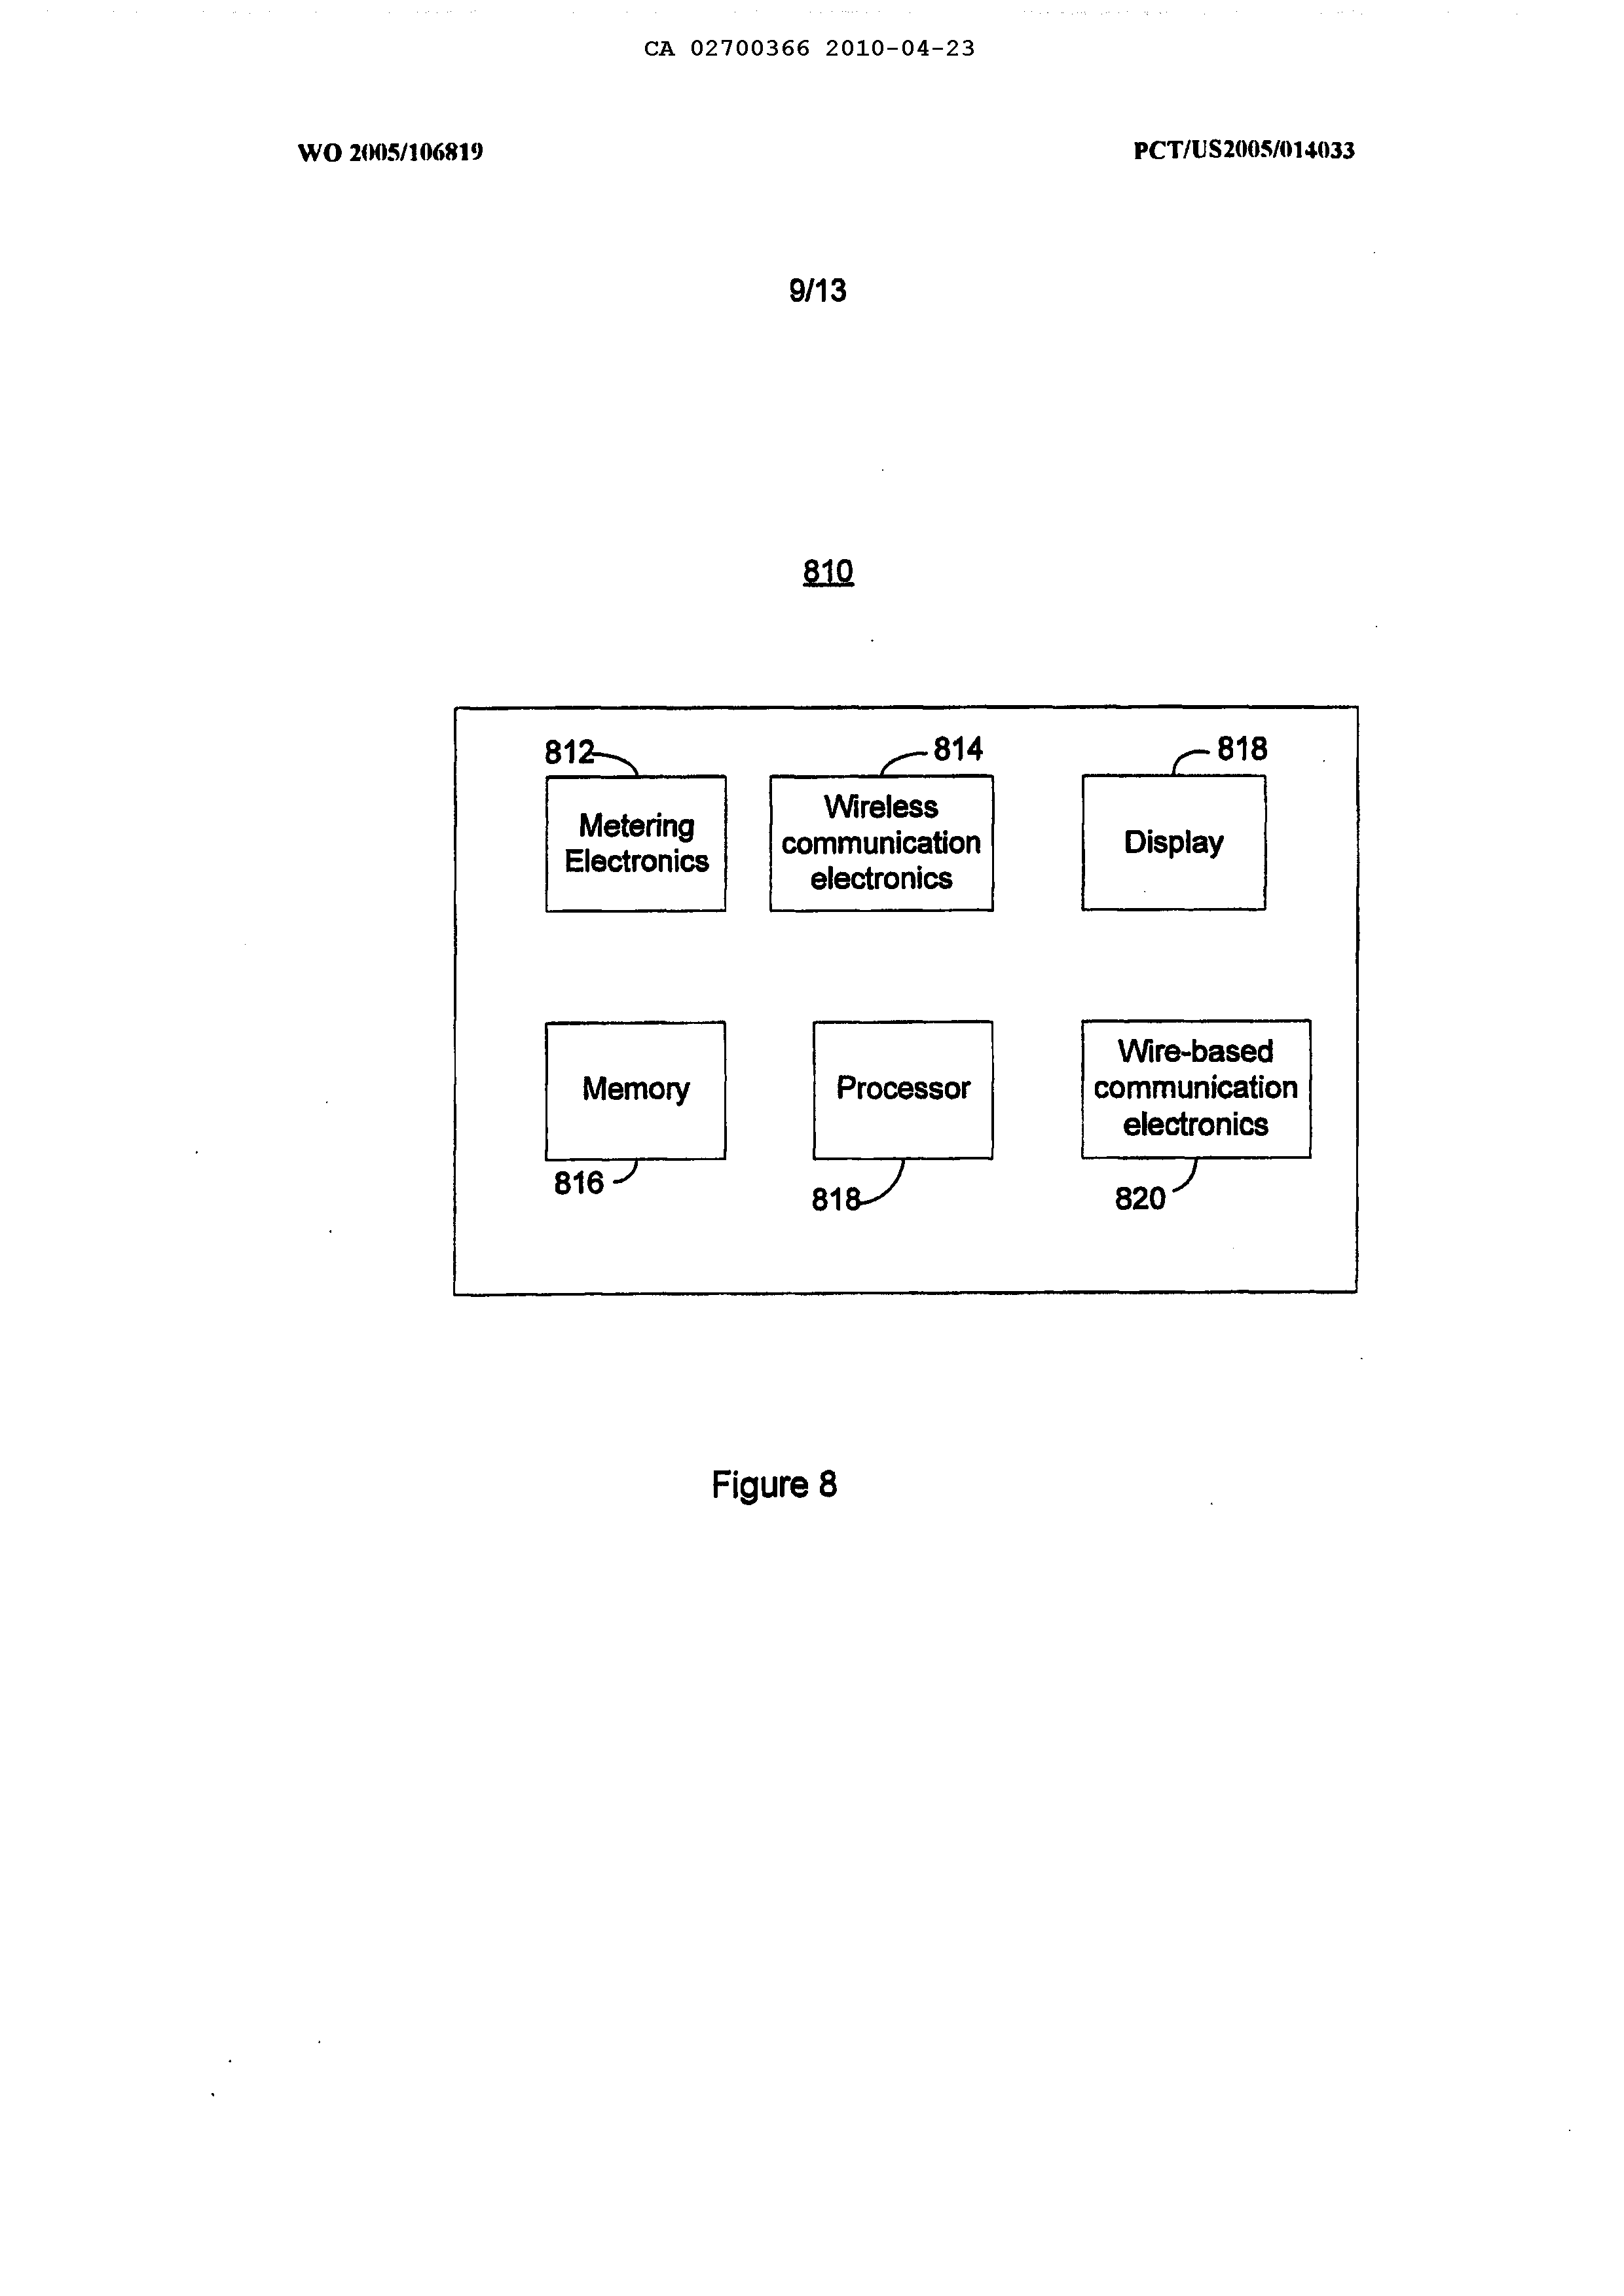 CA 02700366 2010-04-23
WO 2005/106819
PCT/US2005/014033
9/13
810
812
814
818
Metering
Electronics
Wireless
communication
electronics
Display
Memory
Processor
Wire-based
communication
electronics
816
818
820
Figure 8